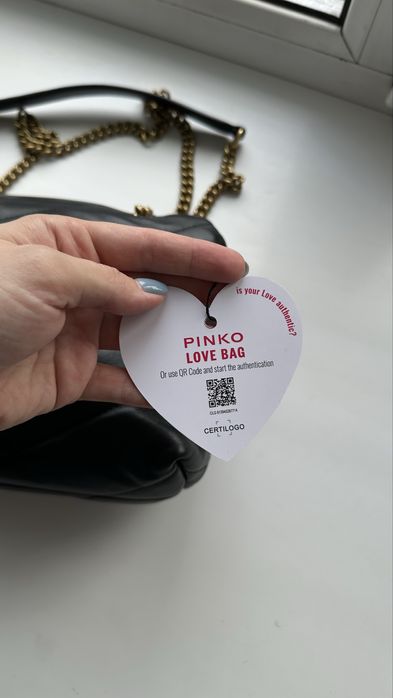 is your Love authentic?
PINKO
LOVE BAG
Or use QR Code and start the authentication
CERTILOGO